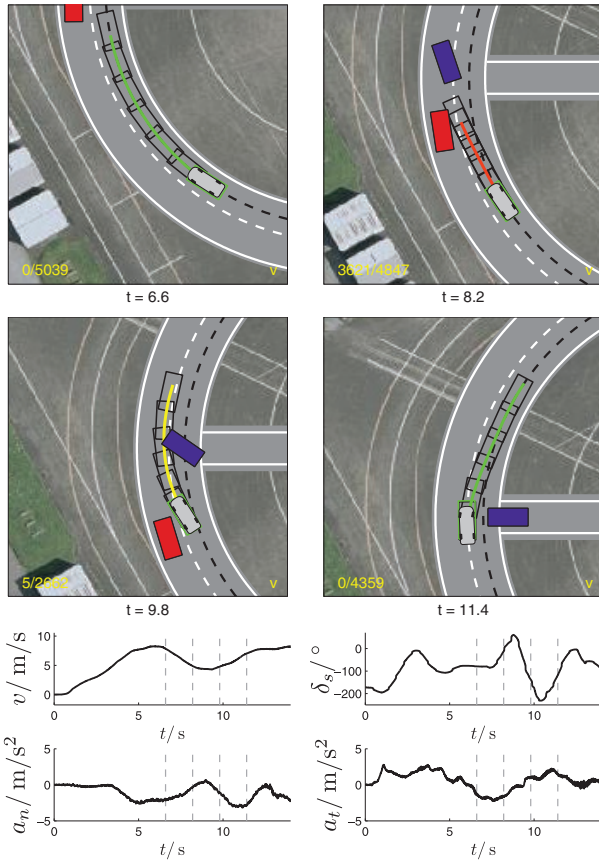 0/5039 v
t = 6.6
3621/4847 v
t = 8.2
v
t = 9.8
0/4359 v
t = 11.4
10
5
0
v/ m/s
0 5 10
t/ s
0
-100
-200
δs/°
0 5 10
t/ s
5
0
-5
an/ m/s²
0 5 10
t/ s
5
0
-5
at/ m/s²
0 5 10
t/ s